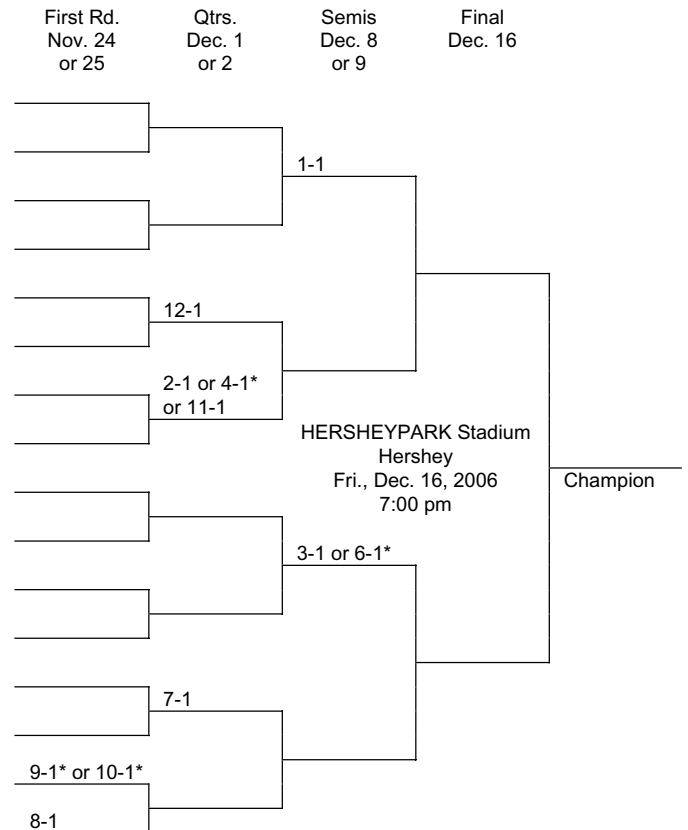 First Rd.
Nov. 24
or 25
Qtrs.
Dec. 1
or 2
Semis
Dec. 8
or 9
Final
Dec. 16
1-1
12-1
2-1 or 4-1*
or 11-1
HERSHEYPARK Stadium
Hershey
Fri., Dec. 16, 2006
7:00 pm
Champion
3-1 or 6-1*
7-1
9-1* or 10-1*
8-1